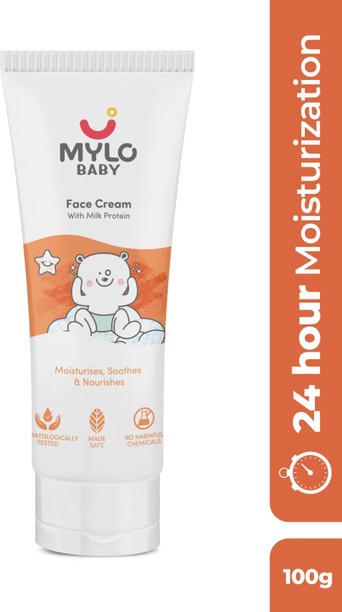 MYLO
BABY
Face Cream
With Milk Protein
Moisturises, Soothes
& Nourishes
MADE
SAFE
NO HARMFUL
CHEMICALS
TESTED
24 hour Moisturization
100g